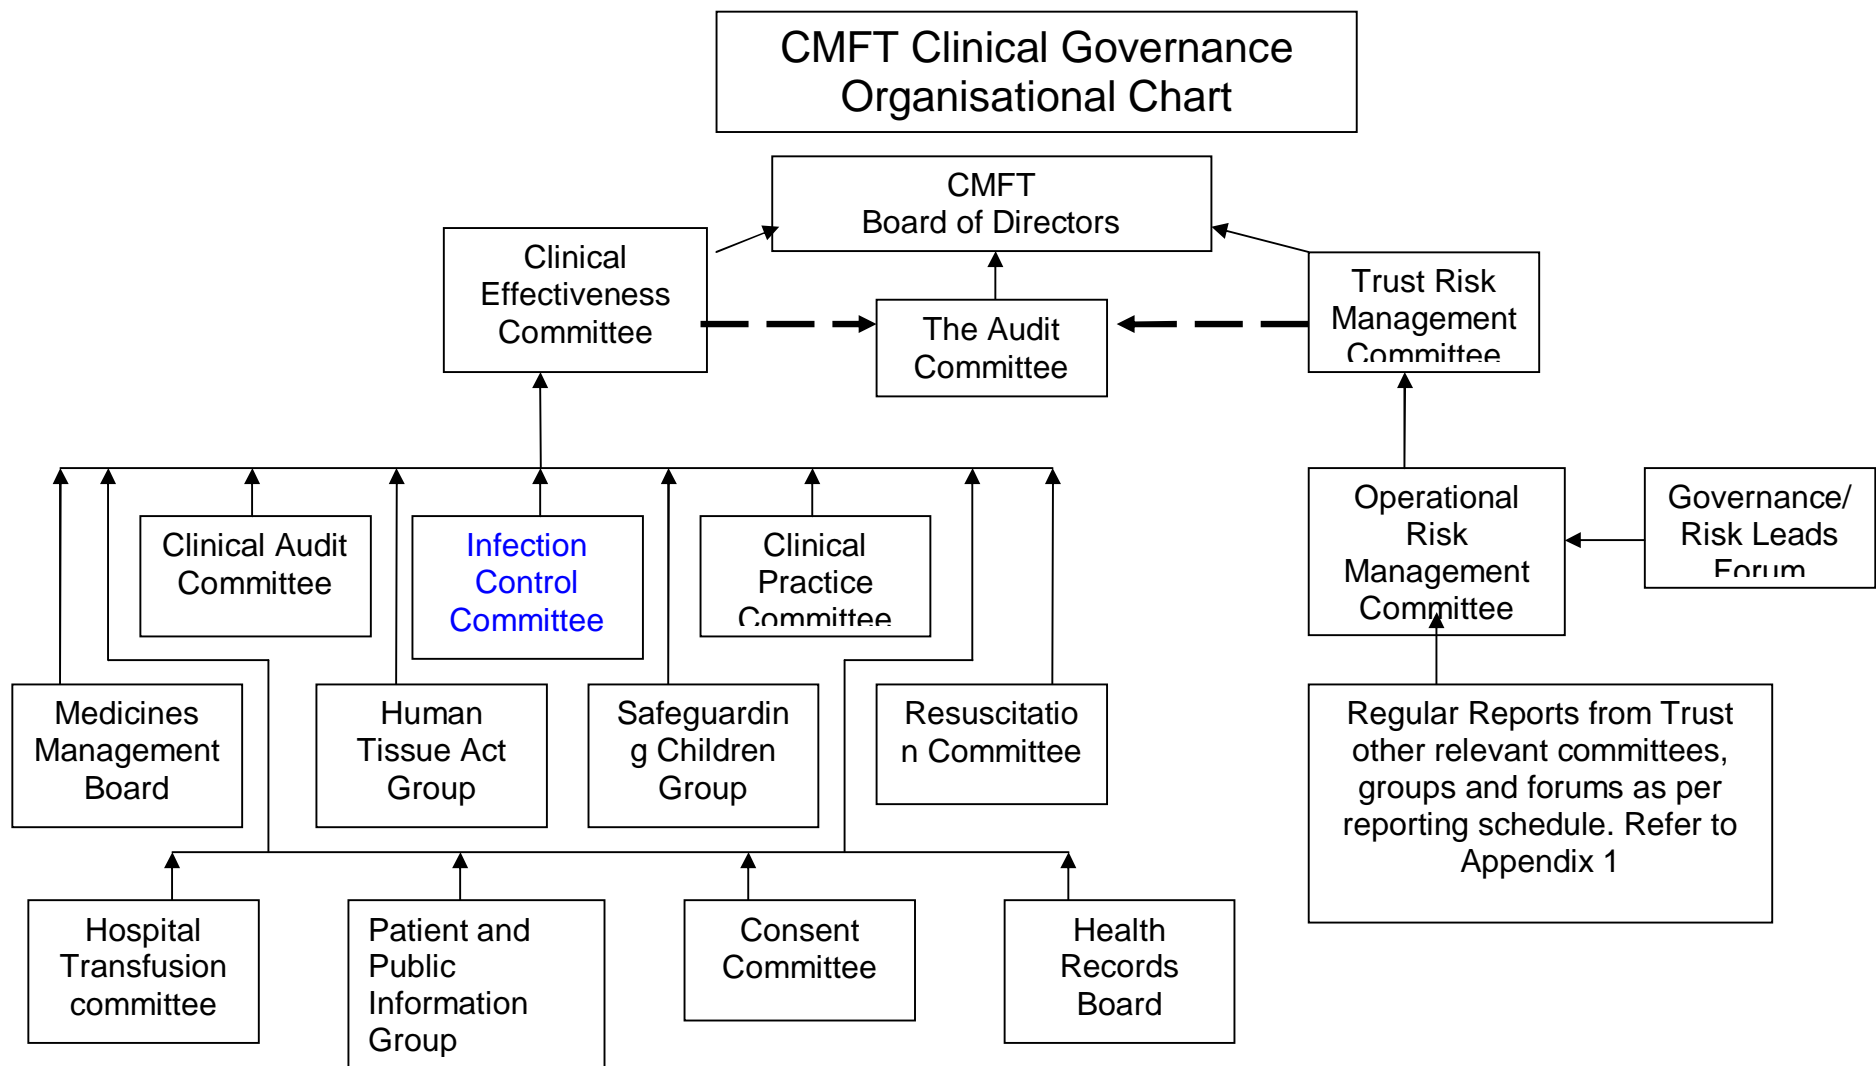 CMFT Clinical Governance
Organisational Chart
CMFT
Board of Directors
Clinical
Effectiveness
Committee
The Audit
Committee
Trust Risk
Management
Committee
Clinical Audit
Committee
Infection
Control
Committee
Clinical
Practice
Committee
Operational
Risk
Management
Committee
Governance/
Risk Leads
Forum
Medicines
Management
Board
Human
Tissue Act
Group
Safeguardin
g Children
Group
Resuscitatio
n Committee
Regular Reports from Trust
other relevant committees,
groups and forums as per
reporting schedule. Refer to
Appendix 1
Hospital
Transfusion
committee
Patient and
Public
Information
Group
Consent
Committee
Health
Records
Board